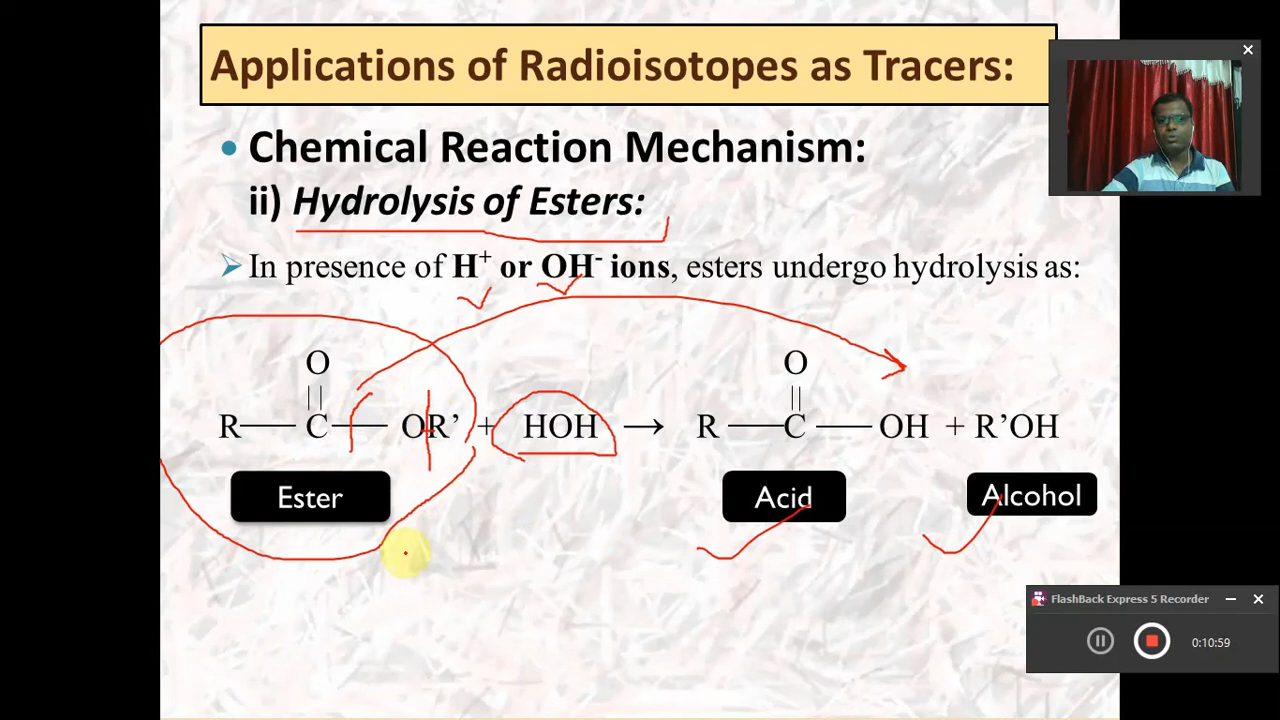 Applications of Radioisotopes as Tracers:
• Chemical Reaction Mechanism:
ii) Hydrolysis of Esters:
In presence of H⁺ or OH⁻ ions, esters undergo hydrolysis as:
O O
|| ||
R — C — OR’ + HOH → R — C — OH + R’OH
Ester Acid Alcohol
FlashBack Express 5 Recorder
0:10:59